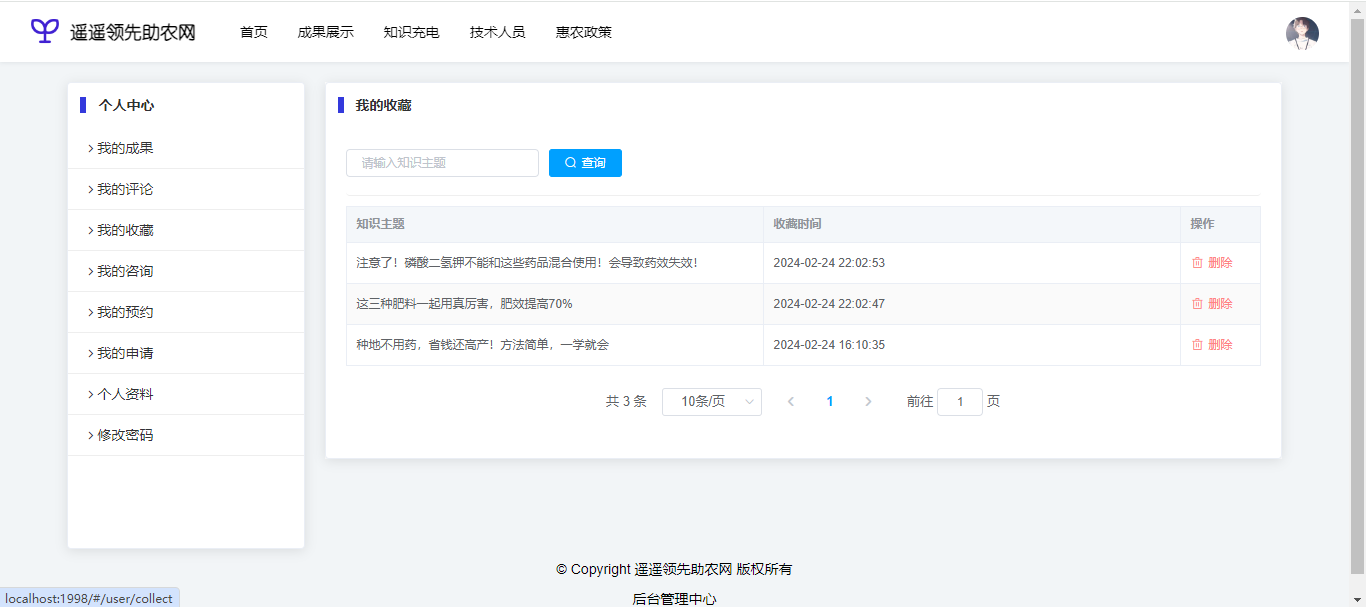 遥遥领先助农网 首页 成果展示 知识充电 技术人员 惠农政策
个人中心
我的成果
我的评论
我的收藏
我的咨询
我的预约
我的申请
个人资料
修改密码
我的收藏
请输入知识主题 查询
知识主题 收藏时间 操作
注意了！磷酸二氢钾不能和这些药品混合使用！会导致药效失效！ 2024-02-24 22:02:53 删除
这三种肥料一起用真厉害，肥效提高70% 2024-02-24 22:02:47 删除
种地不用药，省钱还高产！方法简单，一学就会 2024-02-24 16:10:35 删除
共 3 条 10条/页 1 前往 1 页
© Copyright 遥遥领先助农网 版权所有
后台管理中心
localhost:1998/#/user/collect